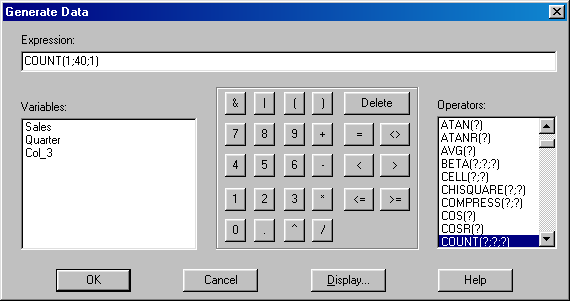 Generate Data
Expression:
COUNT(1;40;1)
Variables:
Sales
Quarter
Col_3
& | ( ) Delete
7 8 9 + = <>
4 5 6 - < >
1 2 3 * <= >=
0 . ^ /
Operators:
ATAN(?)
ATANR(?)
AVG(?)
BETA(?;?;?)
CELL(?;?)
CHISQUARE(?;?)
COMPRESS(?;?)
COS(?)
COSR(?)
COUNT(?;?;?)
OK Cancel Display... Help